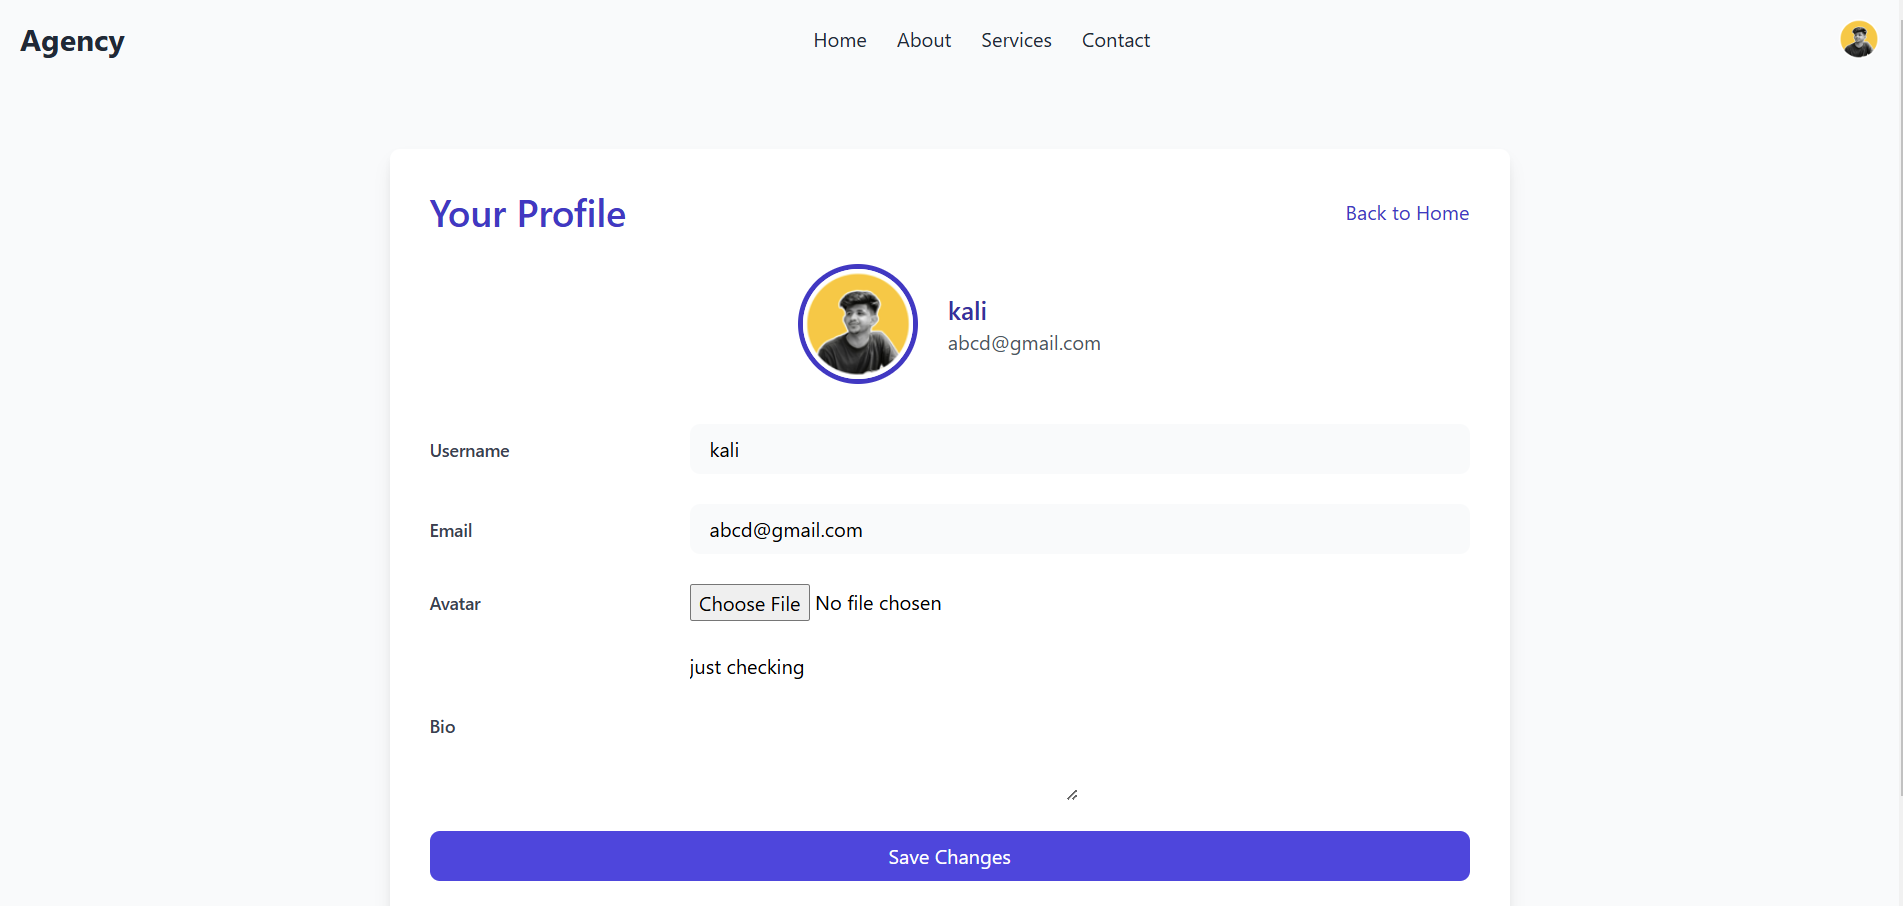 Agency
Home About Services Contact
Your Profile
Back to Home
kali
abcd@gmail.com
Username
kali
Email
abcd@gmail.com
Avatar
Choose File No file chosen
just checking
Bio
Save Changes